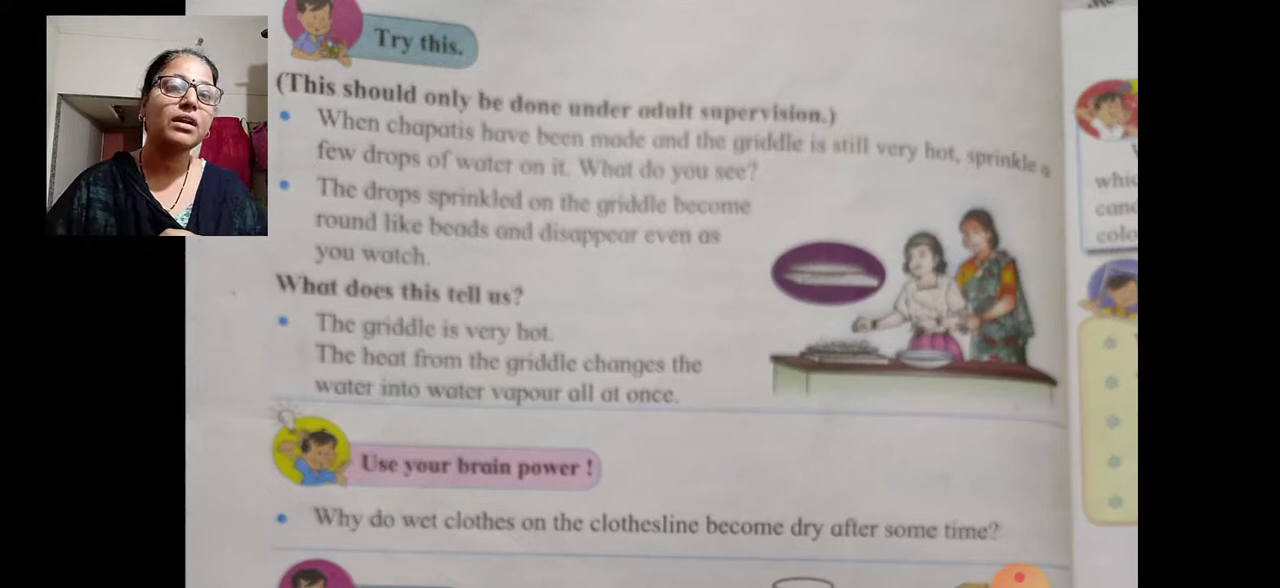 Try this.
(This should only be done under adult supervision.)
When chapatis have been made and the griddle is still very hot, sprinkle a
few drops of water on it. What do you see?
The drops sprinkled on the griddle become
round like beads and disappear even as
you watch.
What does this tell us?
The griddle is very hot.
The heat from the griddle changes the
water into water vapour all at once.
Use your brain power !
Why do wet clothes on the clothesline become dry after some time?